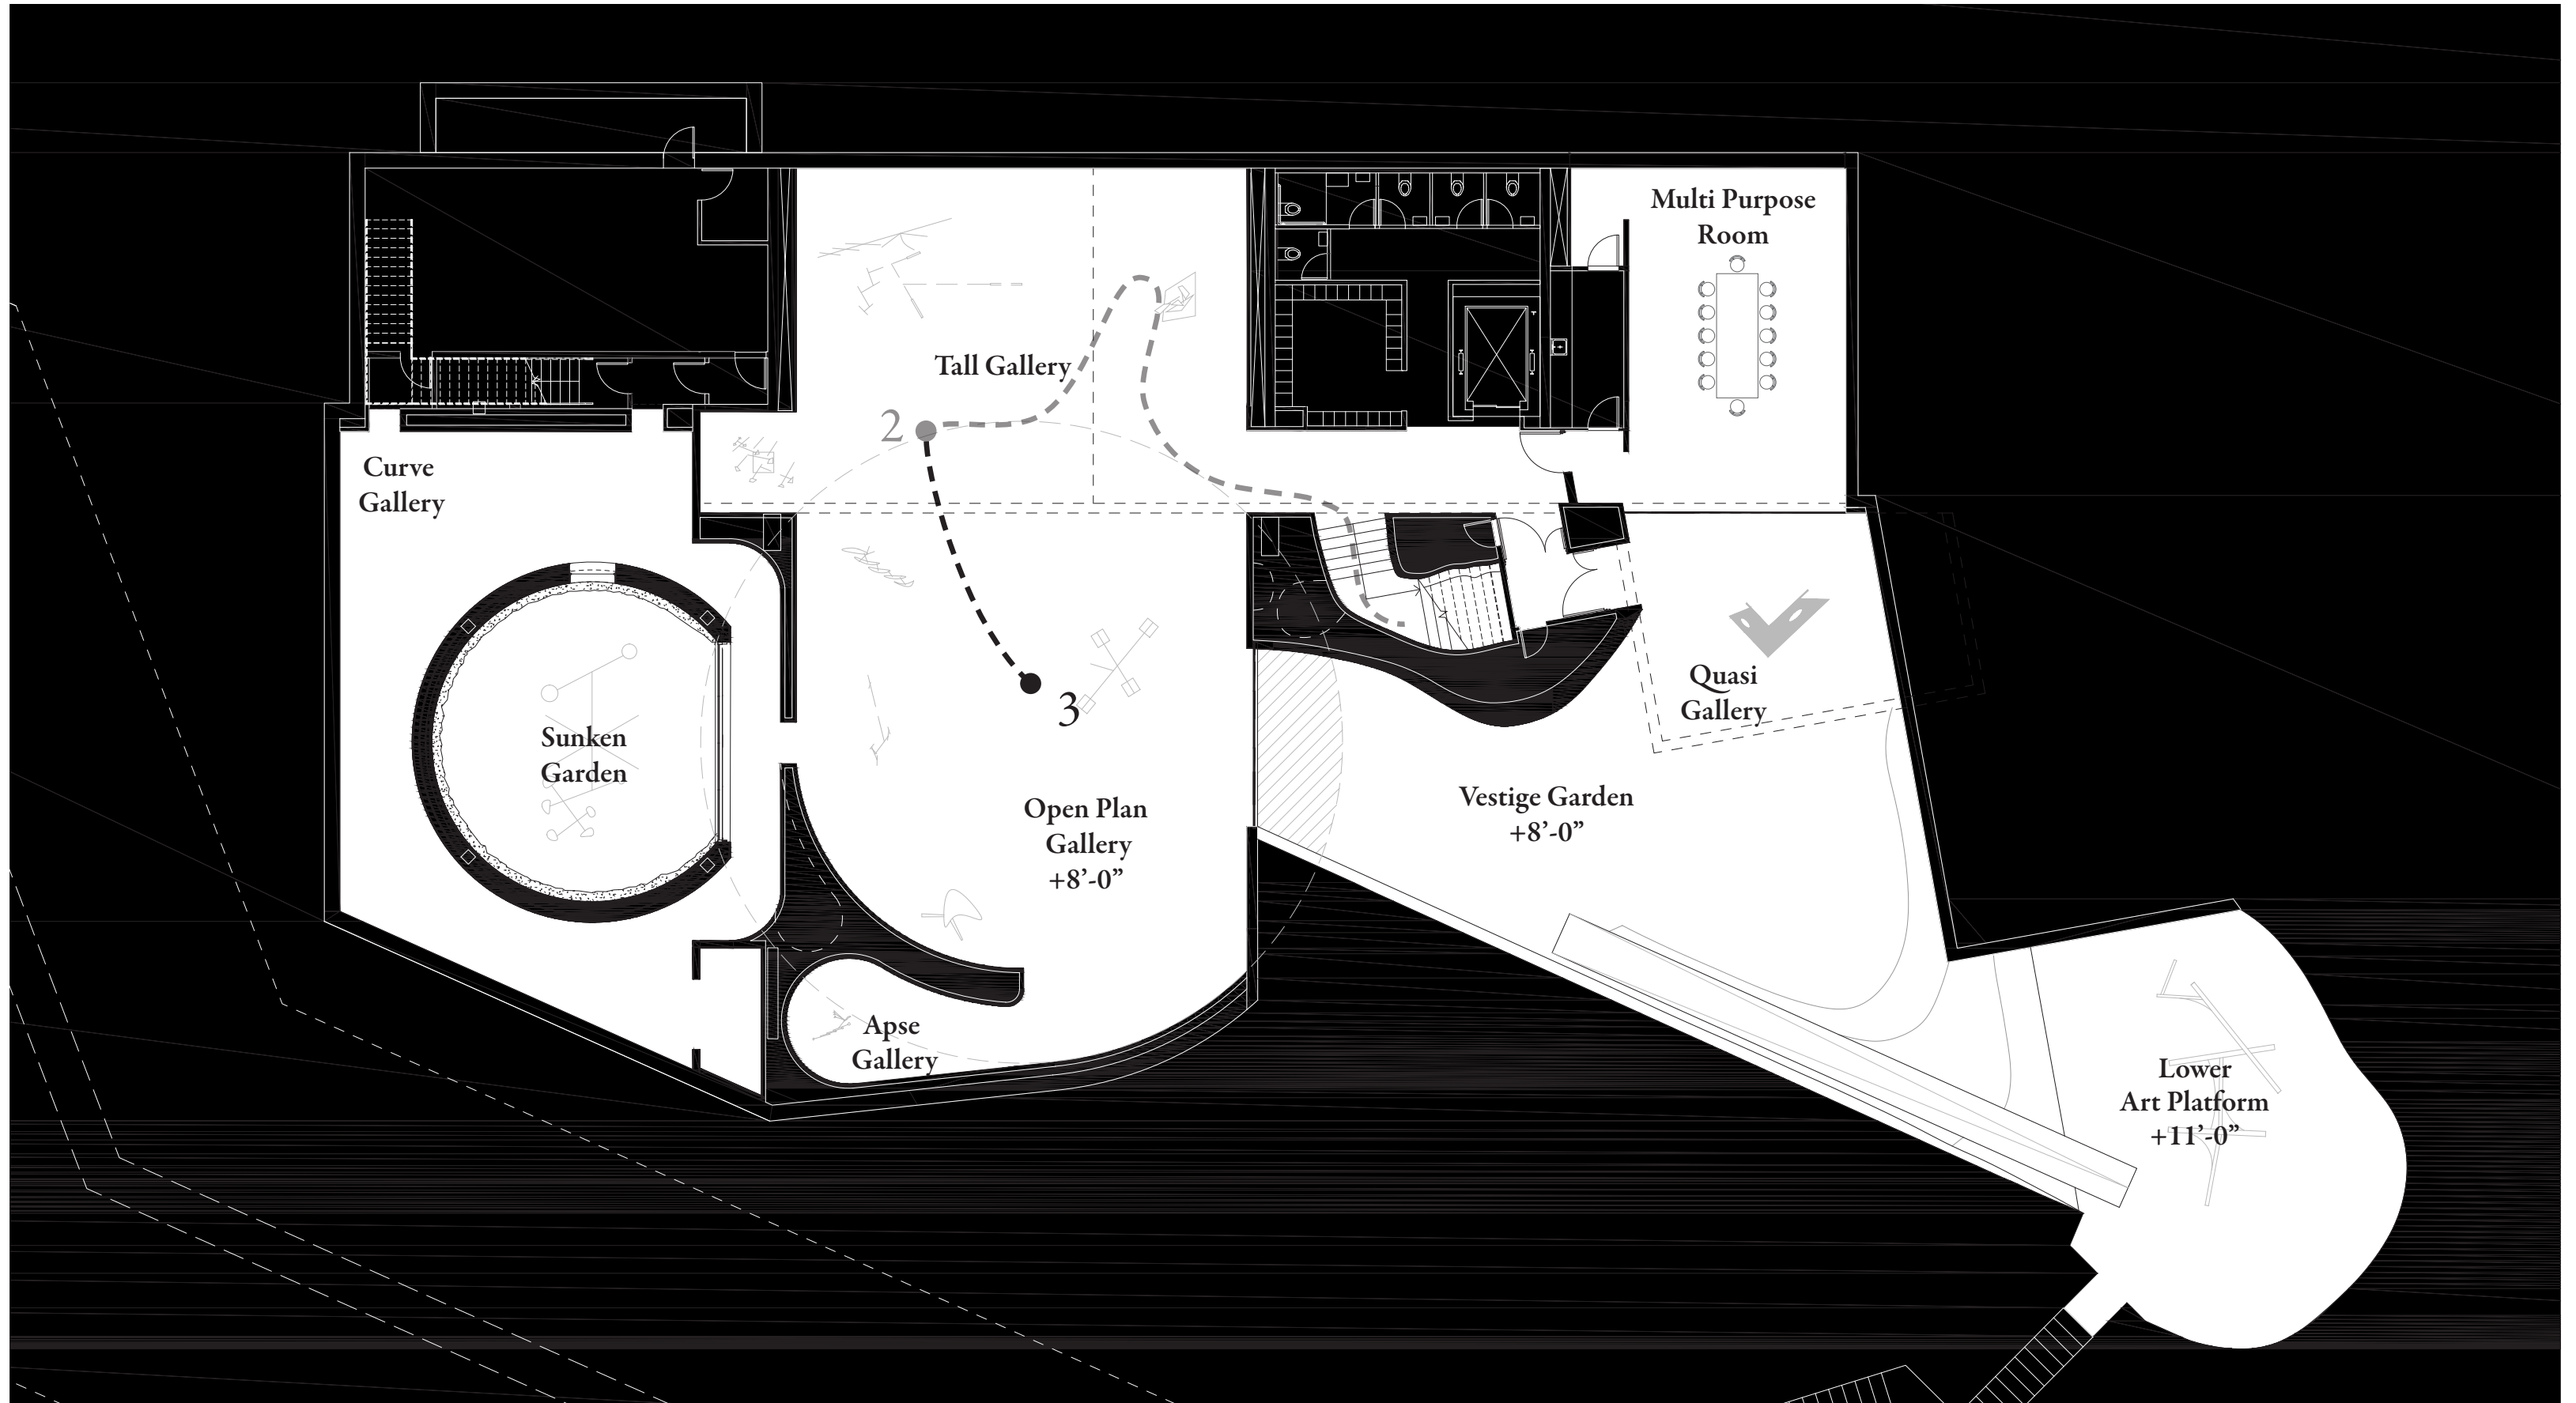 Multi Purpose
Room
Tall Gallery
2
Curve
Gallery
3
Quasi
Gallery
Sunken
Garden
Vestige Garden
+8’-0”
Open Plan
Gallery
+8’-0”
Apse
Gallery
Lower
Art Platform
+11’-0”